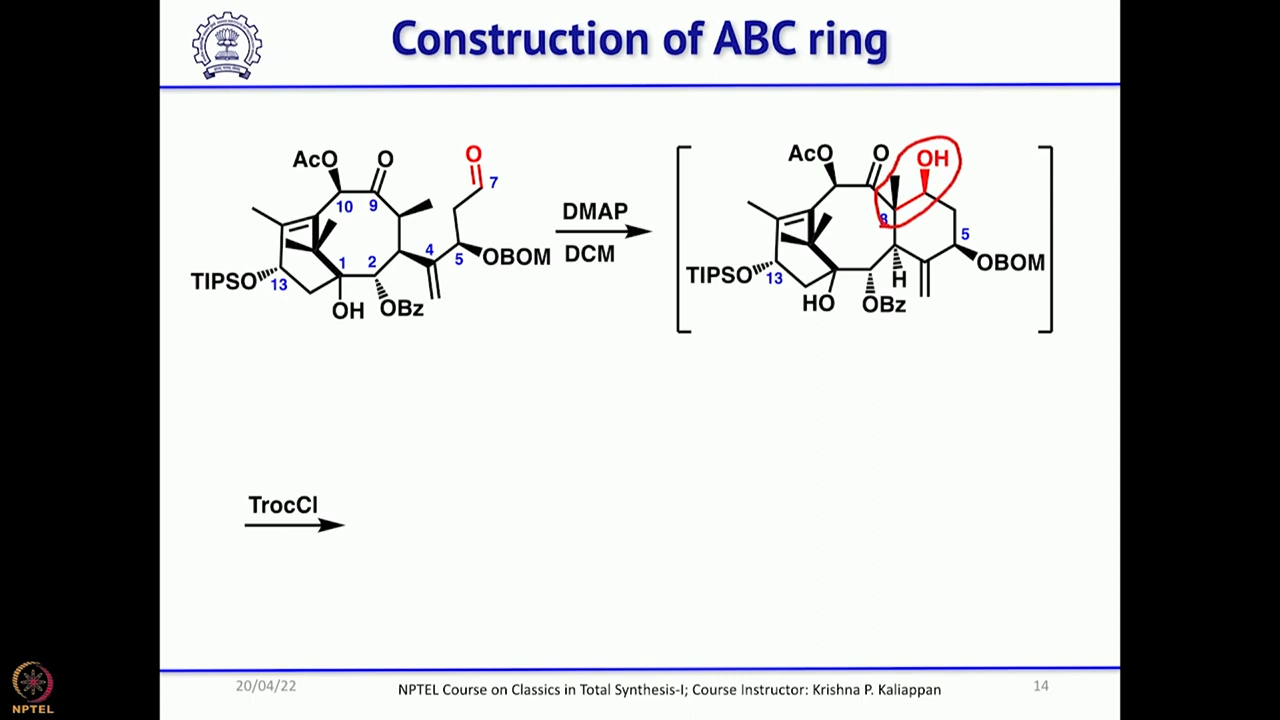 Construction of ABC ring
AcO O O 7
10 9
1 2 4 5
TIPSO 13 OH OBz OBOM
DMAP
DCM
AcO O OH
8 5
TIPSO 13 HO OBz H OBOM
TrocCl
20/04/22 NPTEL Course on Classics in Total Synthesis-I; Course Instructor: Krishna P. Kaliappan 14
NPTEL